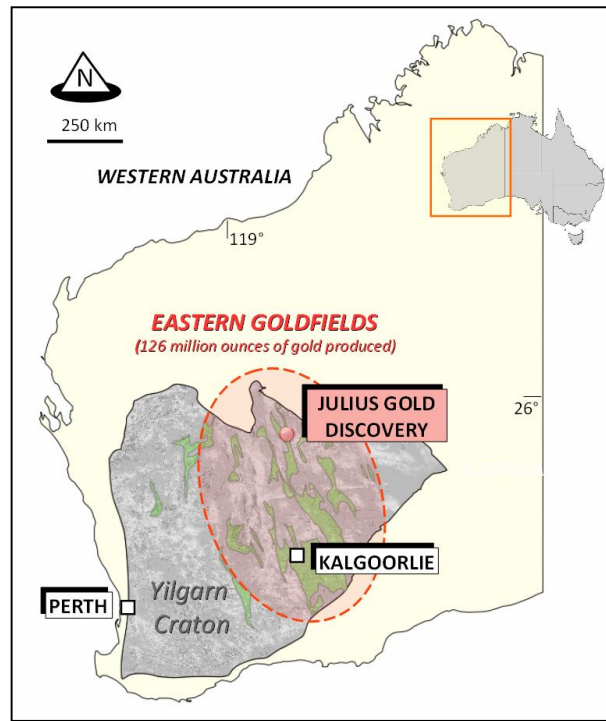 N
250 km
WESTERN AUSTRALIA
119°
EASTERN GOLDFIELDS
(126 million ounces of gold produced)
26°
JULIUS GOLD
DISCOVERY
KALGOORLIE
PERTH
Yilgarn
Craton